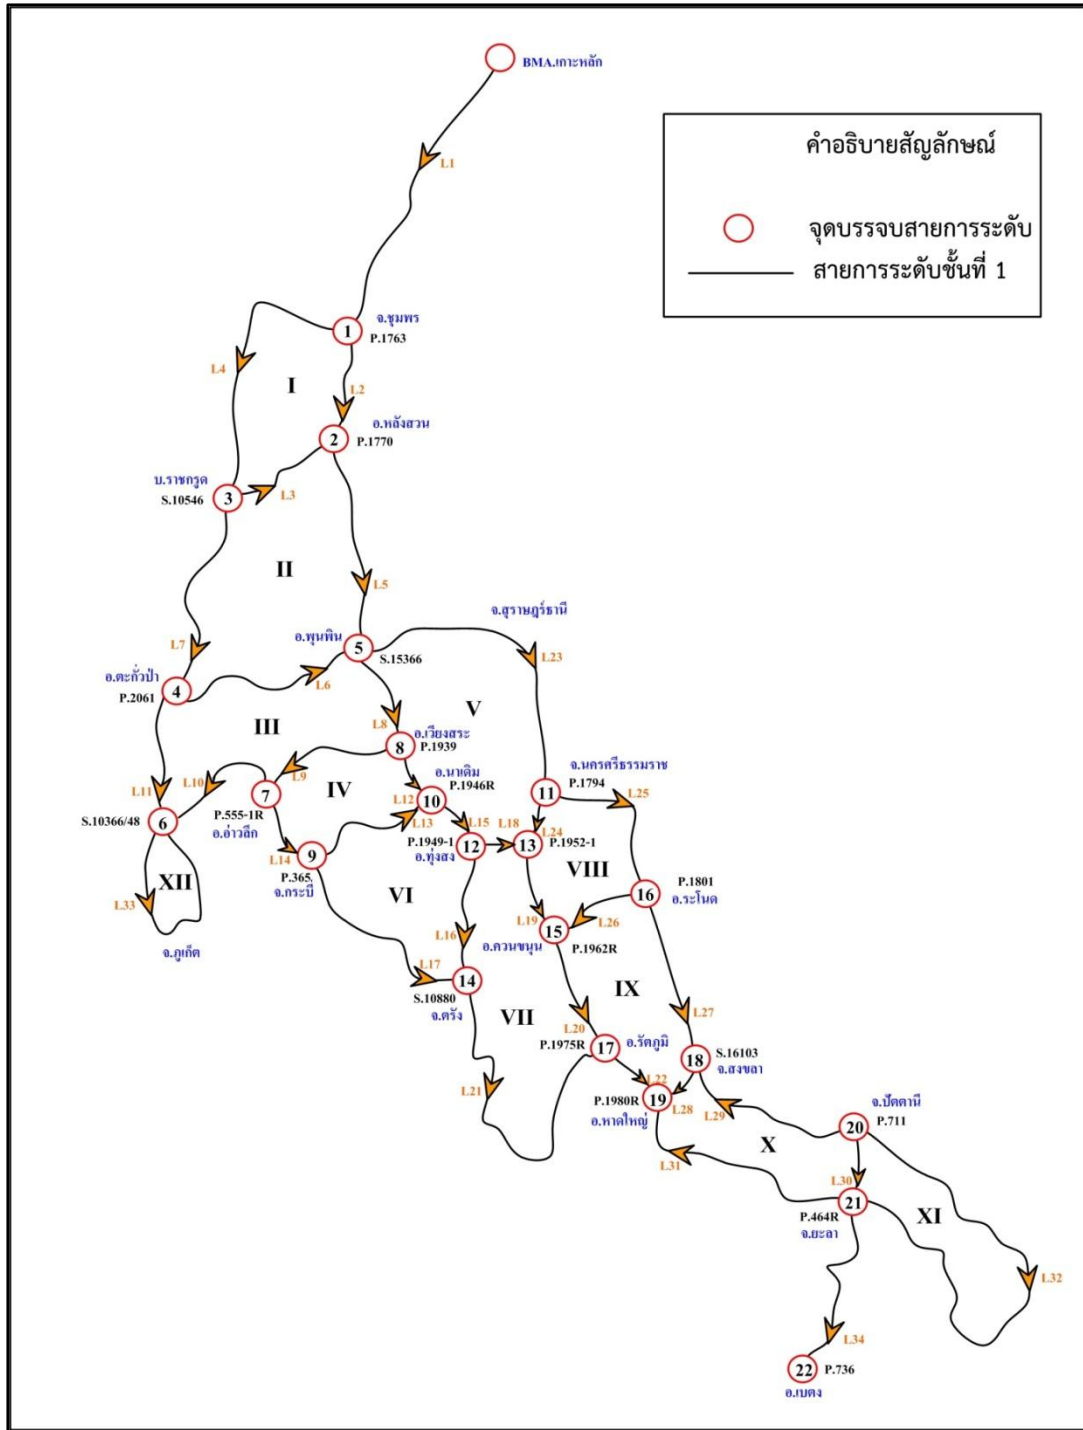 BMA.เกาะหลัก
คำอธิบายสัญลักษณ์
จุดบรรจบสายการระดับ
สายการระดับชั้นที่ 1
L1
จ.ชุมพร
1
P.1763
L4
I
L2
อ.หลังสวน
2
P.1770
บ.ราชกรูด
S.10546
3
L3
II
L5
จ.สุราษฎร์ธานี
อ.พุนพิน
5
S.15366
L23
L7
อ.ตะกั่วป่า
P.2061
4
L6
III
L8
V
อ.เวียงสระ
8
P.1939
L9
อ.นาเดิม
P.1946R
จ.นครศรีธรรมราช
11
P.1794
L10
L11
7
IV
L12
10
L25
S.10366/48
6
P.555-1R
อ.อ่าวลึก
L13
L15
L18
L24
P.1949-1
อ.ทุ่งสง
12
13
P.1952-1
L14
9
P.365
จ.กระบี่
VIII
XII
VI
16
P.1801
อ.ระโนด
L33
L19
L26
จ.ภูเก็ต
L16
อ.ควนขนุน
15
P.1962R
L17
14
S.10880
จ.ตรัง
VII
IX
L20
L27
P.1975R
17
อ.รัตภูมิ
S.16103
18
จ.สงขลา
L21
L22
P.1980R
19
อ.หาดใหญ่
L28
L29
จ.ปัตตานี
20
P.711
X
L31
L30
21
P.464R
จ.ยะลา
XI
L32
L34
22
P.736
อ.เบตง